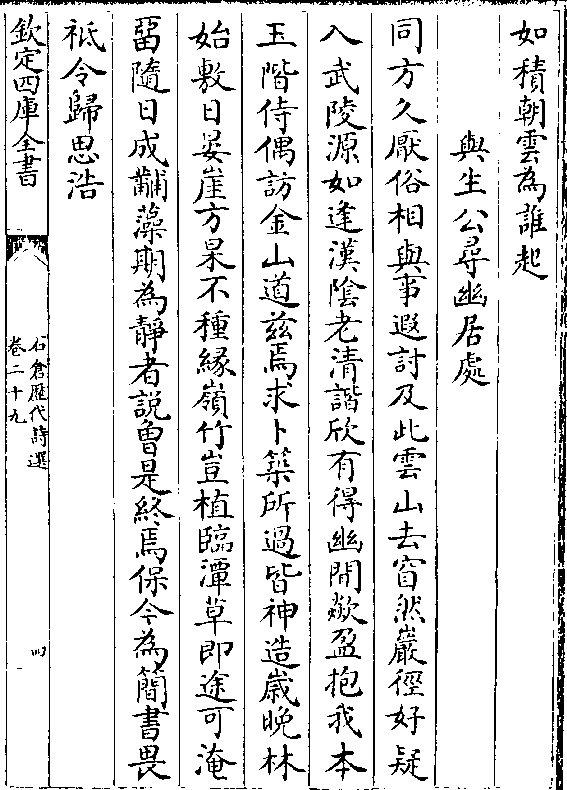 如積朝雲為誰起
與生公尋幽居處
同方久厭俗相與事遐討及此雲山去窅然巖徑好疑
入武陵源如逢漢陰老清諧欣有得幽閒歘盈抱我本
玉階侍偶訪金山道兹焉求卜築所過皆神造嵗晚林
始敷日晏崖方杲不種緣嶺竹豈植臨潭草即途可淹
留隨日成黼藻期為靜者說曾是終焉保今為簡書畏
祗令歸思浩
欽定四庫全書
石倉歷代詩選
卷二十九
四